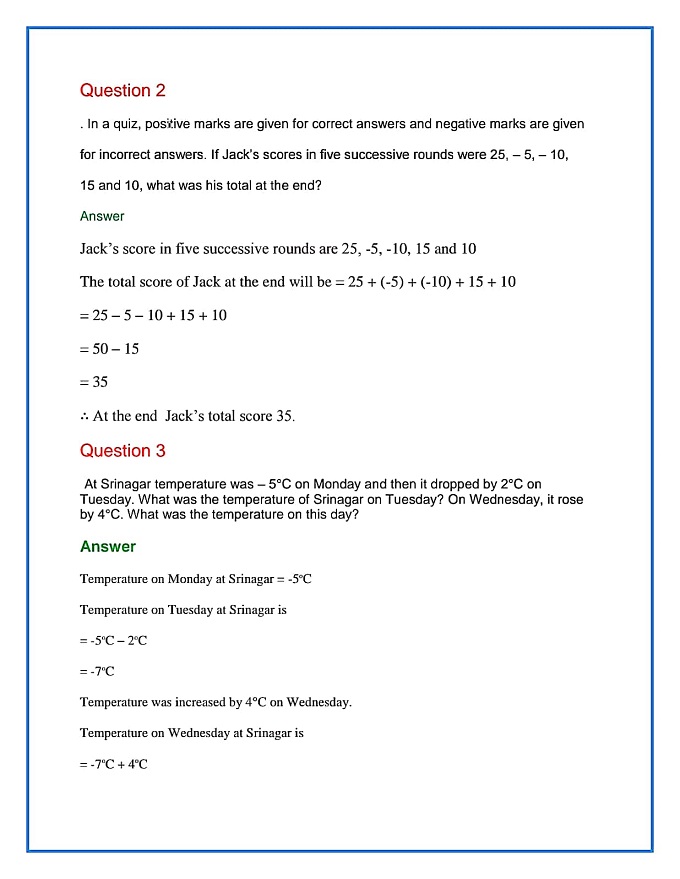 Question 2
. In a quiz, positive marks are given for correct answers and negative marks are given
for incorrect answers. If Jack's scores in five successive rounds were 25, – 5, – 10,
15 and 10, what was his total at the end?
Answer
Jack's score in five successive rounds are 25, -5, -10, 15 and 10
The total score of Jack at the end will be = 25 + (-5) + (-10) + 15 + 10
= 25 – 5 – 10 + 15 + 10
= 50 – 15
= 35
∴ At the end  Jack's total score 35.
Question 3
At Srinagar temperature was – 5°C on Monday and then it dropped by 2°C on
Tuesday. What was the temperature of Srinagar on Tuesday? On Wednesday, it rose
by 4°C. What was the temperature on this day?
Answer
Temperature on Monday at Srinagar = -5°C
Temperature on Tuesday at Srinagar is
= -5°C – 2°C
= -7°C
Temperature was increased by 4°C on Wednesday.
Temperature on Wednesday at Srinagar is
= -7°C + 4°C